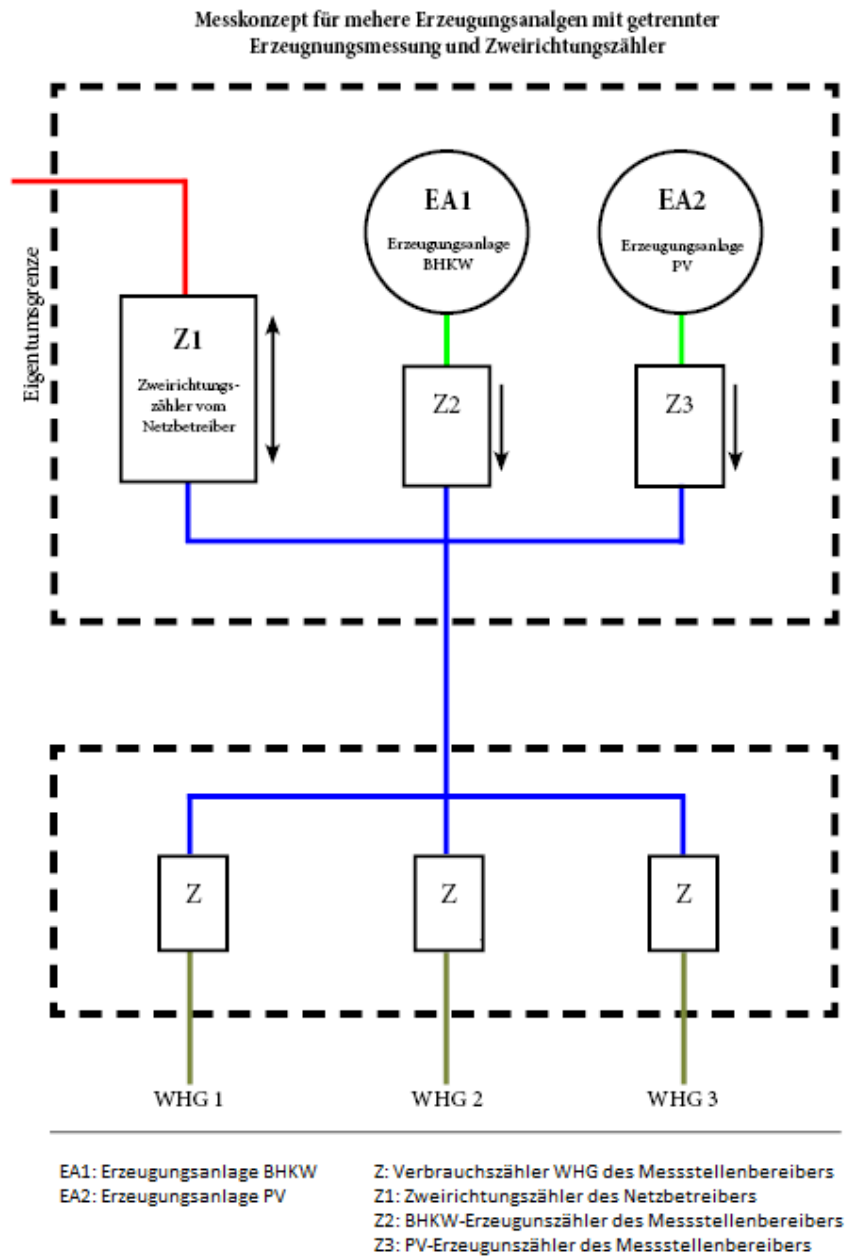 Messkonzept für mehere Erzeugungsanalgen mit getrennter
Erzeugnungsmessung und Zweirichtungszähler
Eigentumsgrenze
EA1
Erzeugungsanlage
BHKW
EA2
Erzeugungsanlage
PV
Z1
Zweirichtungs-
zähler vom
Netzbetreiber
Z2
Z3
Z
Z
Z
WHG 1
WHG 2
WHG 3
EA1: Erzeugungsanlage BHKW
EA2: Erzeugungsanlage PV
Z: Verbrauchszähler WHG des Messstellenbereibers
Z1: Zweirichtungszähler des Netzbetreibers
Z2: BHKW-Erzeugunszähler des Messstellenbereibers
Z3: PV-Erzeugunszähler des Messstellenbereibers